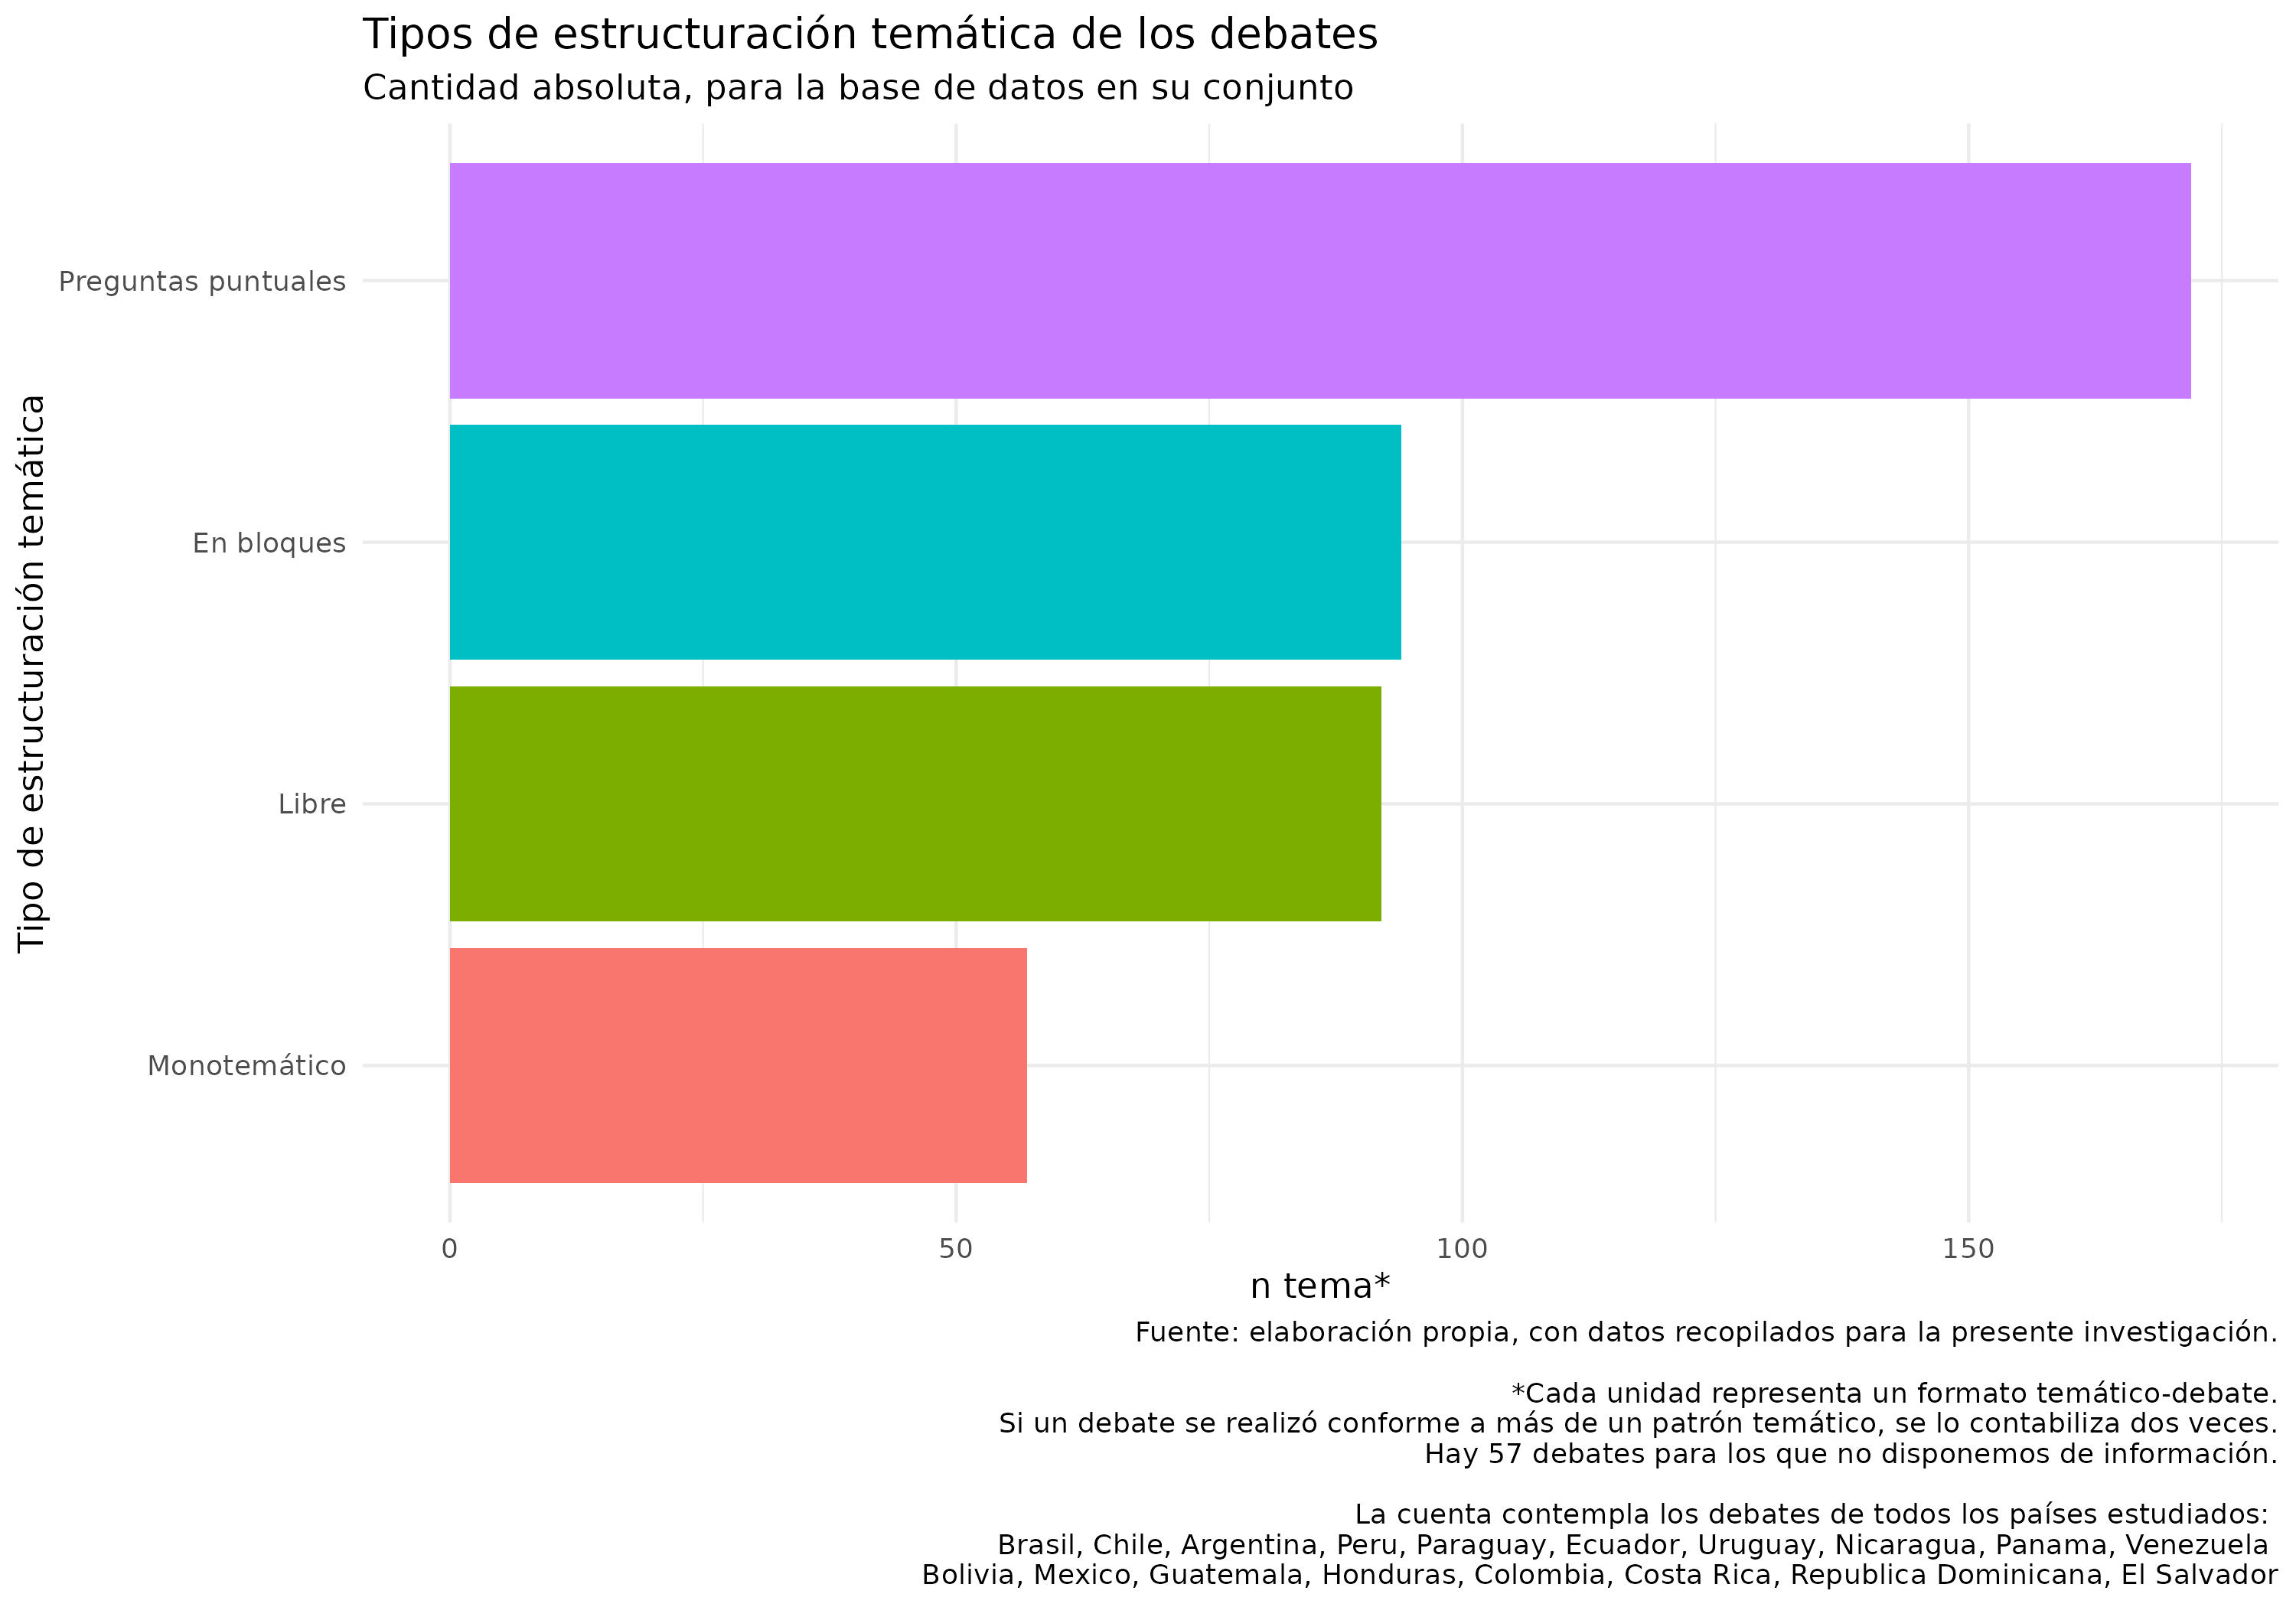 Tipos de estructuración temática de los debates
Cantidad absoluta, para la base de datos en su conjunto
Tipo de estructuración temática
Preguntas puntuales
En bloques
Libre
Monotemático
0 50 100 150
n tema*
Fuente: elaboración propia, con datos recopilados para la presente investigación.
*Cada unidad representa un formato temático-debate.
Si un debate se realizó conforme a más de un patrón temático, se lo contabiliza dos veces.
Hay 57 debates para los que no disponemos de información.
La cuenta contempla los debates de todos los países estudiados:
Brasil, Chile, Argentina, Peru, Paraguay, Ecuador, Uruguay, Nicaragua, Panama, Venezuela
Bolivia, Mexico, Guatemala, Honduras, Colombia, Costa Rica, Republica Dominicana, El Salvador